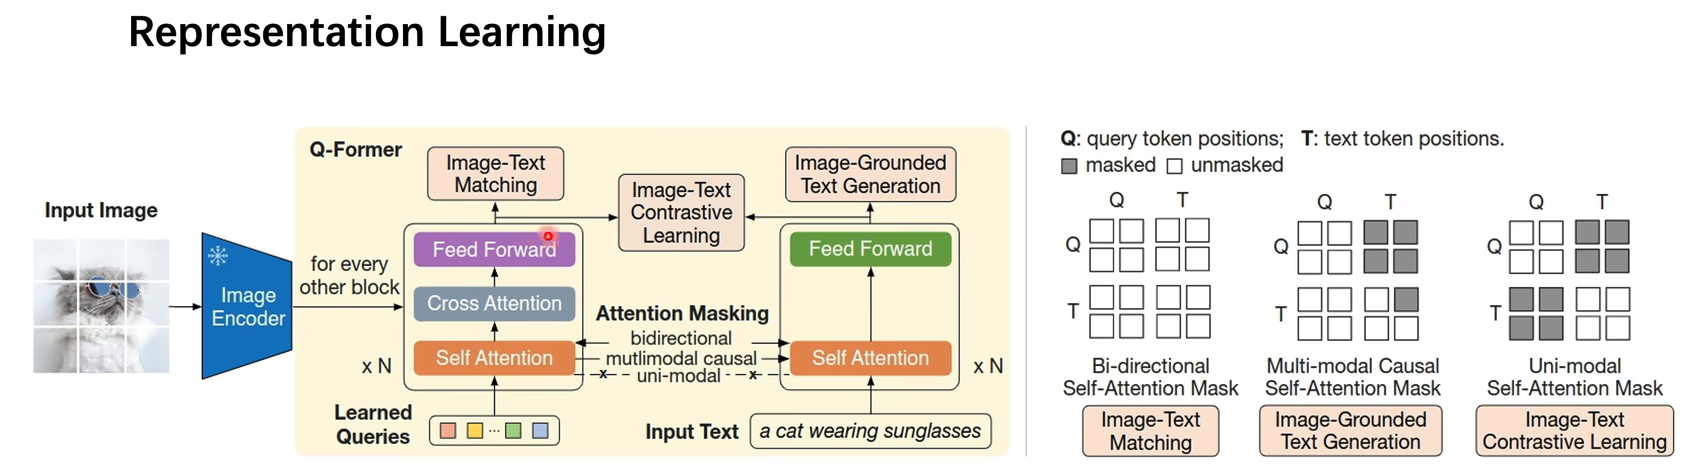 Representation Learning
Q-Former
Input Image
Image
Encoder
for every
other block
Image-Text
Matching
Image-Text
Contrastive
Learning
Image-Grounded
Text Generation
Feed Forward
Cross Attention
Self Attention
x N
Attention Masking
bidirectional
mutlimodal causal
uni-modal
x
x
Feed Forward
Self Attention
x N
Learned
Queries
...
Input Text
a cat wearing sunglasses
Q: query token positions; T: text token positions.
masked unmasked
Q T
Q
T
Bi-directional
Self-Attention Mask
Image-Text
Matching
Q T
Q
T
Multi-modal Causal
Self-Attention Mask
Image-Grounded
Text Generation
Q T
Q
T
Uni-modal
Self-Attention Mask
Image-Text
Contrastive Learning